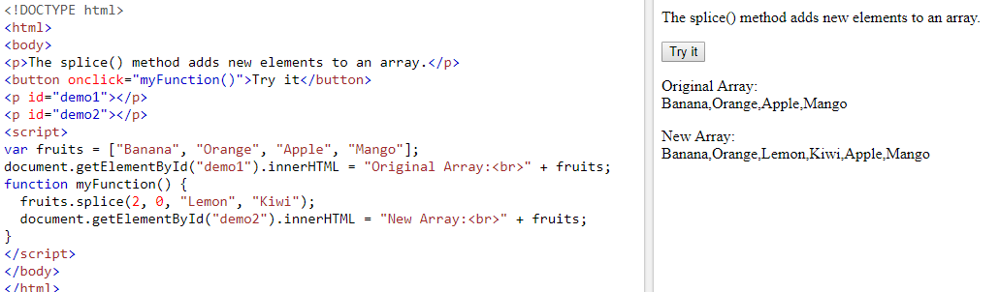 <!DOCTYPE html>
<html>
<body>
<p>The splice() method adds new elements to an array.</p>
<button onclick="myFunction()">Try it</button>
<p id="demo1"></p>
<p id="demo2"></p>
<script>
var fruits = ["Banana", "Orange", "Apple", "Mango"];
document.getElementById("demo1").innerHTML = "Original Array:<br>" + fruits;
function myFunction() {
  fruits.splice(2, 0, "Lemon", "Kiwi");
  document.getElementById("demo2").innerHTML = "New Array:<br>" + fruits;
}
</script>
</body>
</html>
The splice() method adds new elements to an array.
Try it
Original Array:
Banana,Orange,Apple,Mango
New Array:
Banana,Orange,Lemon,Kiwi,Apple,Mango